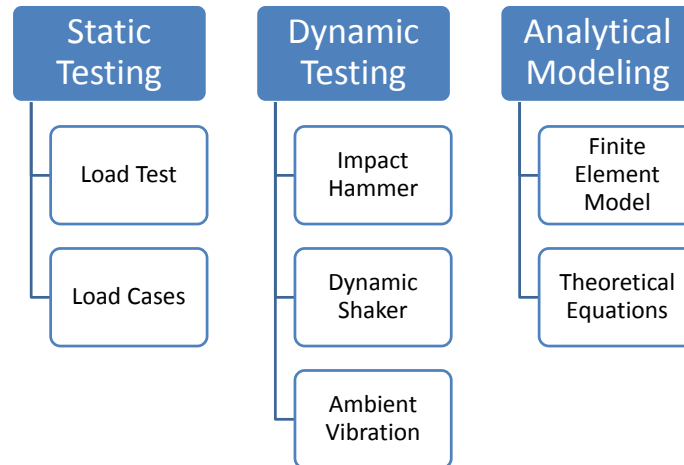 Static
Testing
Load Test
Load Cases
Dynamic
Testing
Impact
Hammer
Dynamic
Shaker
Ambient
Vibration
Analytical
Modeling
Finite
Element
Model
Theoretical
Equations